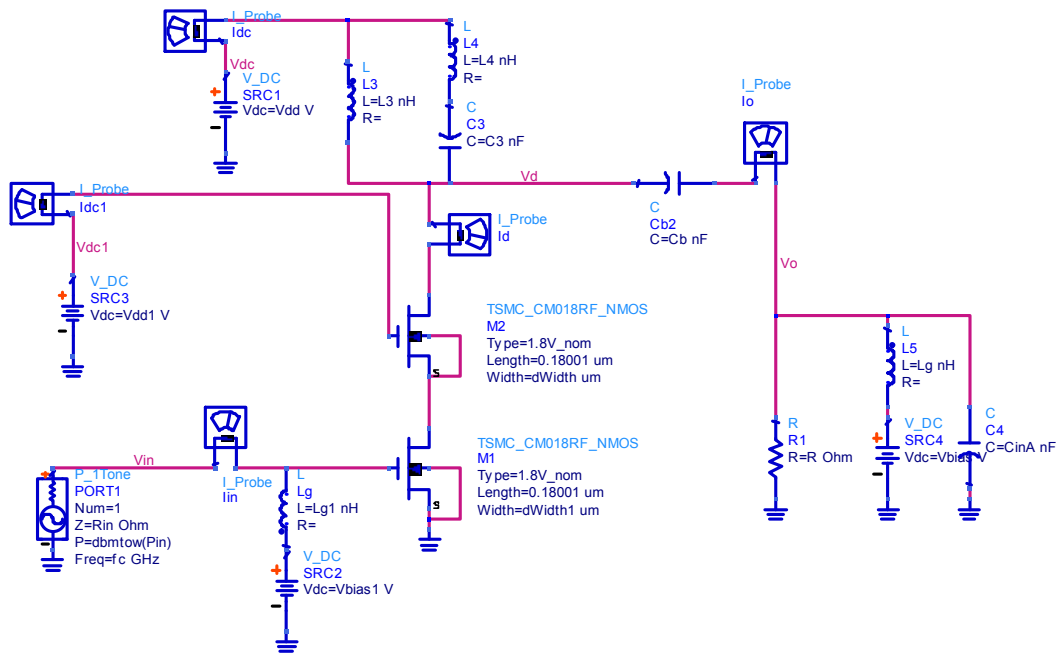 I_Probe
Idc
Vdc
V_DC
SRC1
Vdc=Vdd V
L
L3
L=L3 nH
R=
L
L4
L=L4 nH
R=
C
C3
C=C3 nF
I_Probe
Io
Vd
C
Cb2
C=Cb nF
I_Probe
Idc1
Vdc1
V_DC
SRC3
Vdc=Vdd1 V
I_Probe
Id
Vo
TSMC_CM018RF_NMOS
M2
Type=1.8V_nom
Length=0.18001 um
Width=dWidth um
S
L
L5
L=Lg nH
R=
R
R1
R=R Ohm
V_DC
SRC4
Vdc=Vbias V
C
C4
C=CinA nF
Vin
P_1Tone
PORT1
Num=1
Z=Rin Ohm
P=dbmtow(Pin)
Freq=fc GHz
I_Probe
Iin
L
Lg
L=Lg1 nH
R=
V_DC
SRC2
Vdc=Vbias1 V
TSMC_CM018RF_NMOS
M1
Type=1.8V_nom
Length=0.18001 um
Width=dWidth1 um
S